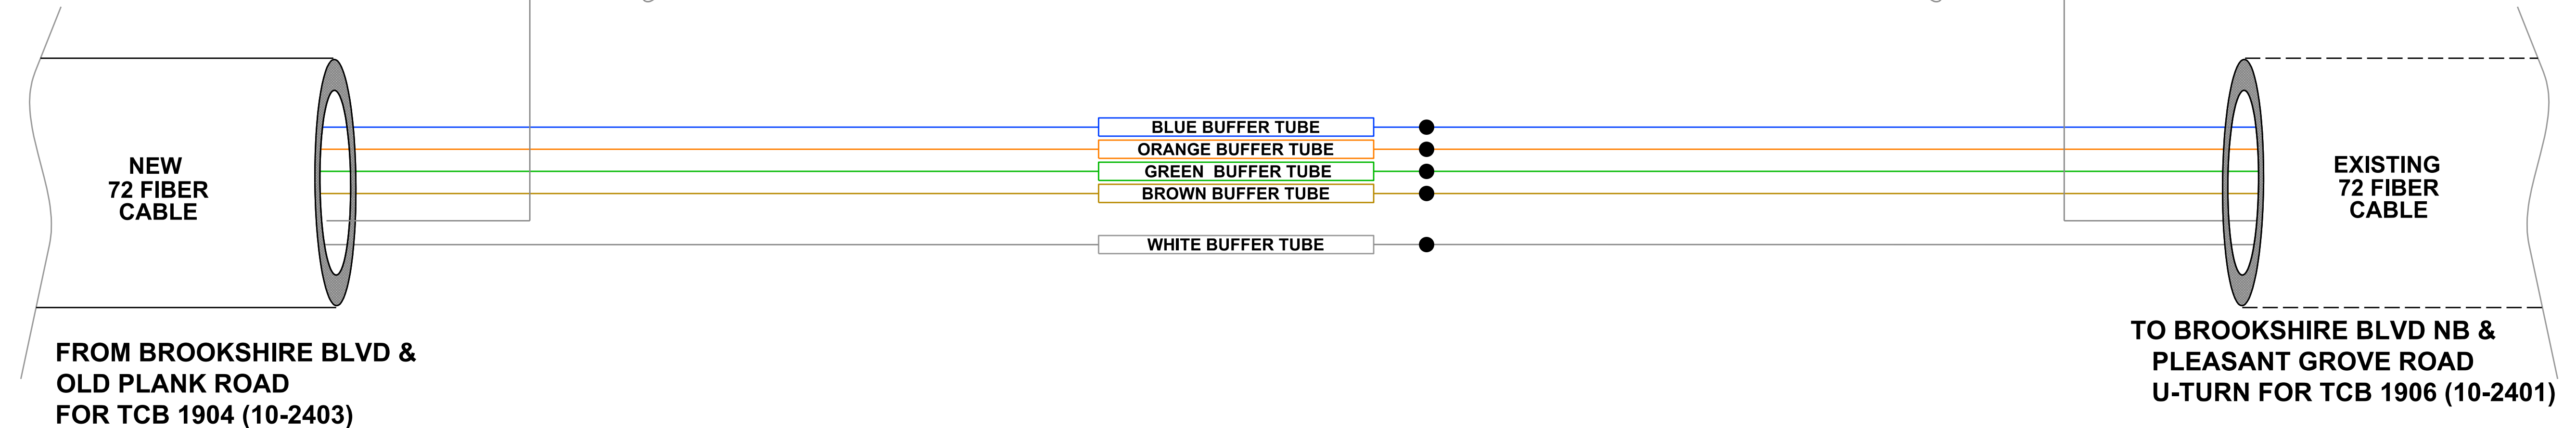 NEW
72 FIBER
CABLE
BLUE BUFFER TUBE
ORANGE BUFFER TUBE
GREEN BUFFER TUBE
BROWN BUFFER TUBE
WHITE BUFFER TUBE
EXISTING
72 FIBER
CABLE
FROM BROOKSHIRE BLVD &
OLD PLANK ROAD
FOR TCB 1904 (10-2403)
TO BROOKSHIRE BLVD NB &
PLEASANT GROVE ROAD
U-TURN FOR TCB 1906 (10-2401)